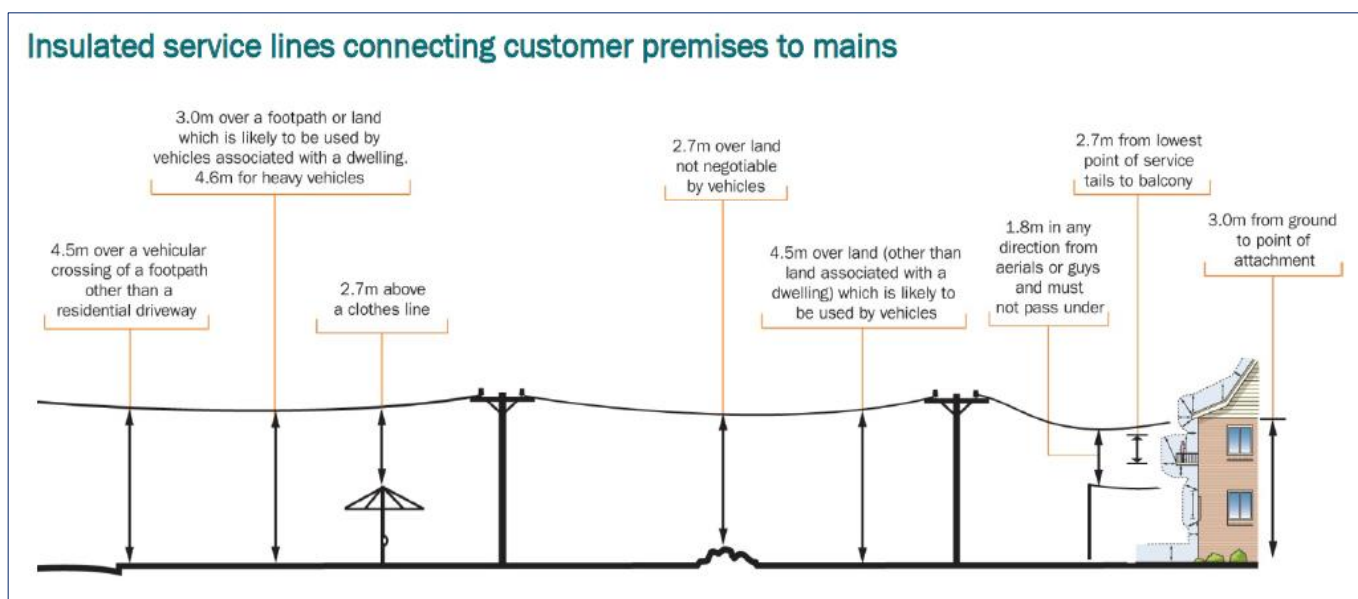 Insulated service lines connecting customer premises to mains
3.0m over a footpath or land
which is likely to be used by
vehicles associated with a dwelling.
4.6m for heavy vehicles
2.7m over land
not negotiable
by vehicles
2.7m from lowest
point of service
tails to balcony
4.5m over a vehicular
crossing of a footpath
other than a
residential driveway
2.7m above
a clothes line
4.5m over land (other than
land associated with a
dwelling) which is likely to
be used by vehicles
1.8m in any
direction from
aerials or guys
and must
not pass under
3.0m from ground
to point of
attachment